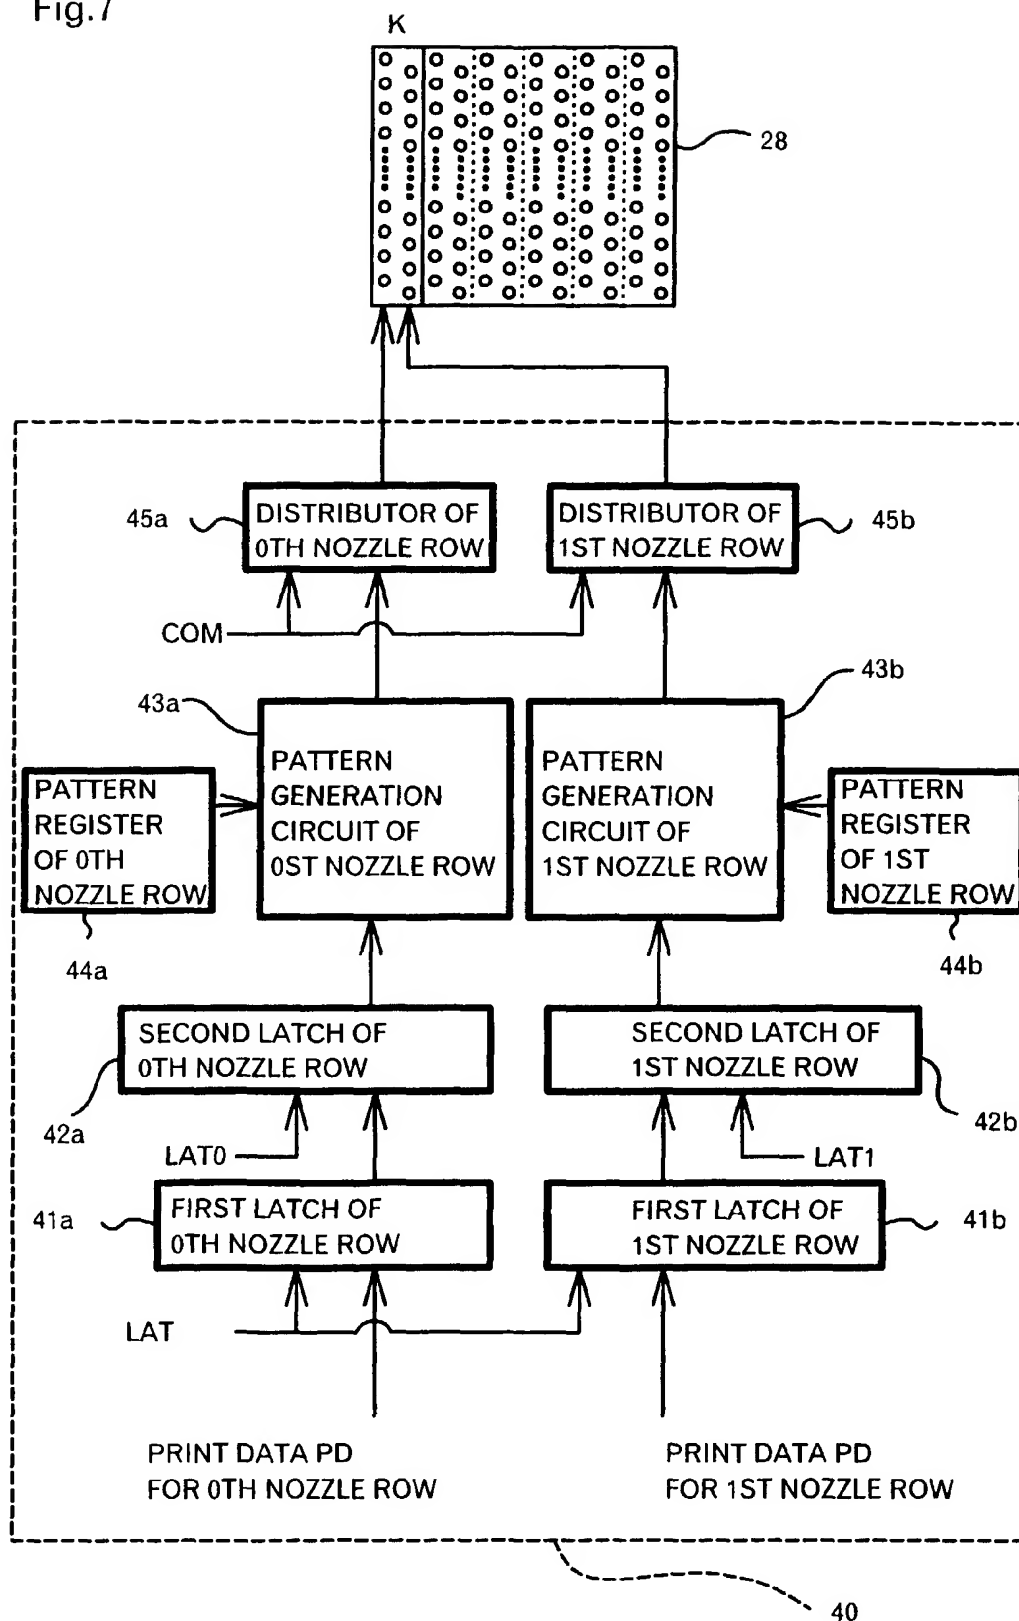 Fig.7
K
28
45a
DISTRIBUTOR OF
0TH NOZZLE ROW
DISTRIBUTOR OF
1ST NOZZLE ROW
45b
COM
43a
43b
PATTERN
GENERATION
CIRCUIT OF
0ST NOZZLE ROW
PATTERN
GENERATION
CIRCUIT OF
1ST NOZZLE ROW
PATTERN
REGISTER
OF 0TH
NOZZLE ROW
PATTERN
REGISTER
OF 1ST
NOZZLE ROW
44a
44b
SECOND LATCH OF
0TH NOZZLE ROW
SECOND LATCH OF
1ST NOZZLE ROW
42a
42b
LAT0
LAT1
41a
FIRST LATCH OF
0TH NOZZLE ROW
FIRST LATCH OF
1ST NOZZLE ROW
41b
LAT
PRINT DATA PD
FOR 0TH NOZZLE ROW
PRINT DATA PD
FOR 1ST NOZZLE ROW
40